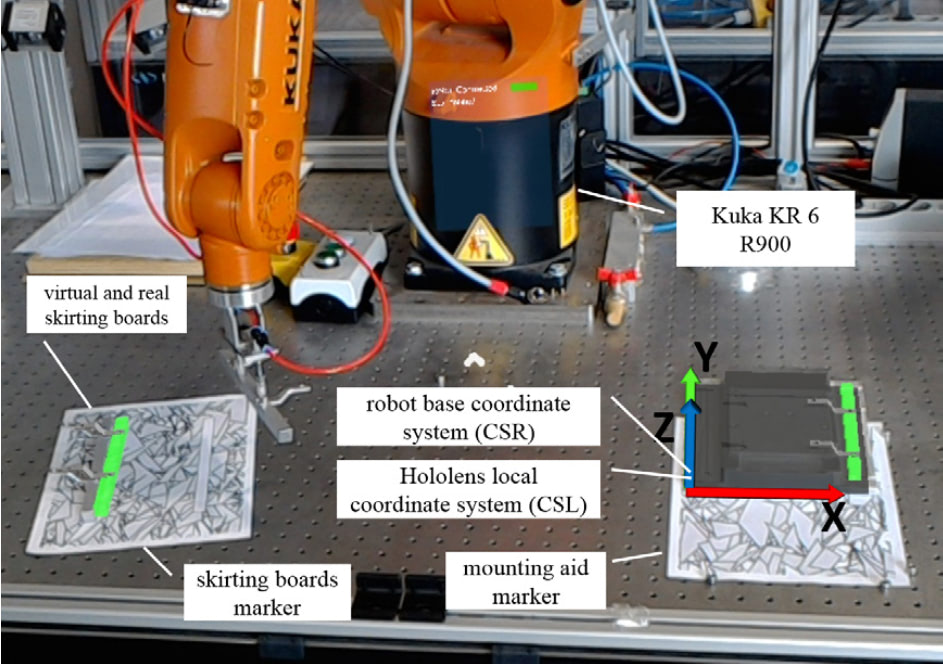 KUKA
Kuka KR 6
R900
virtual and real
skirting boards
Y
robot base coordinate
system (CSR)
Z
Hololens local
coordinate system (CSL)
X
skirting boards
marker
mounting aid
marker